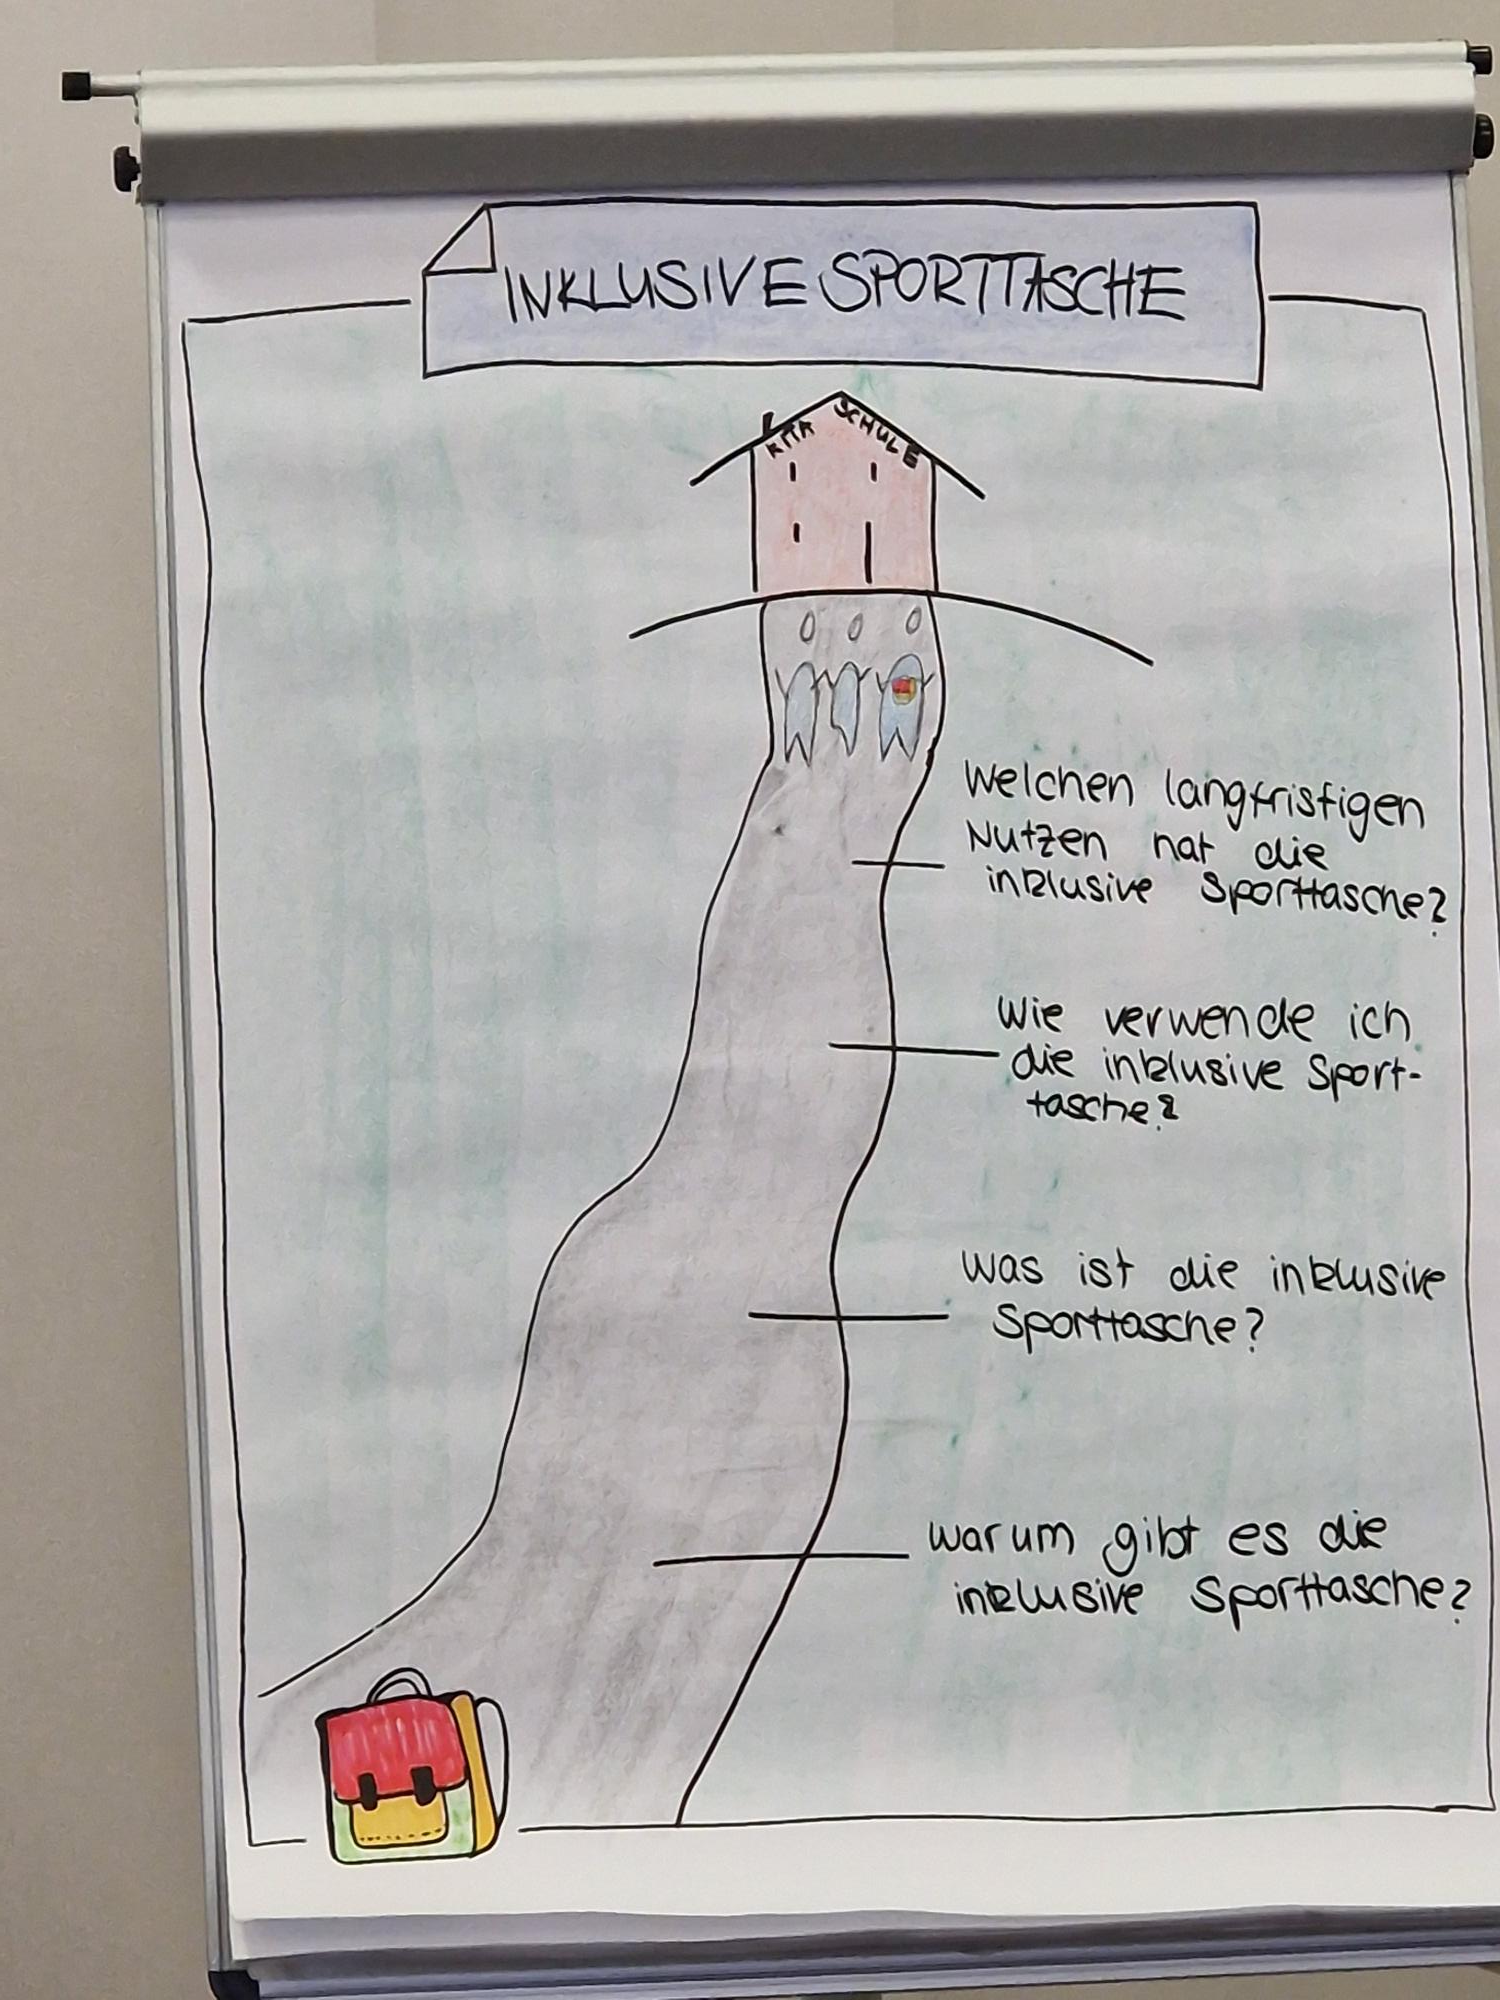 INKLUSIVE SPORTTASCHE
KITA SCHULE
Welchen langfristigen
Nutzen hat die
inklusive Sporttasche?
Wie verwende ich
die inklusive Sport-
tasche?
Was ist die inklusive
Sporttasche?
Warum gibt es die
inklusive Sporttasche?